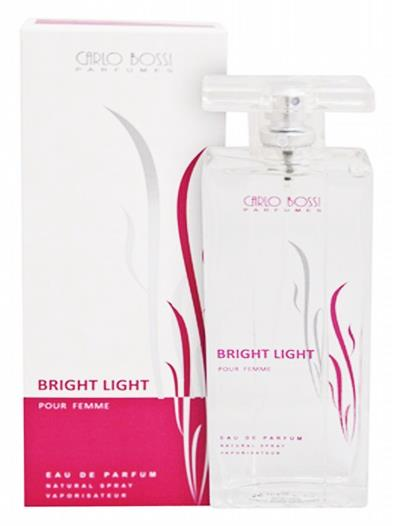 CARLO BOSSI
PARFUMES
BRIGHT LIGHT
POUR FEMME
EAU DE PARFUM
NATURAL SPRAY
VAPORISATEUR
CARLO BOSSI
PARFUMES
BRIGHT LIGHT
POUR FEMME
EAU DE PARFUM
NATURAL SPRAY
VAPORISATEUR